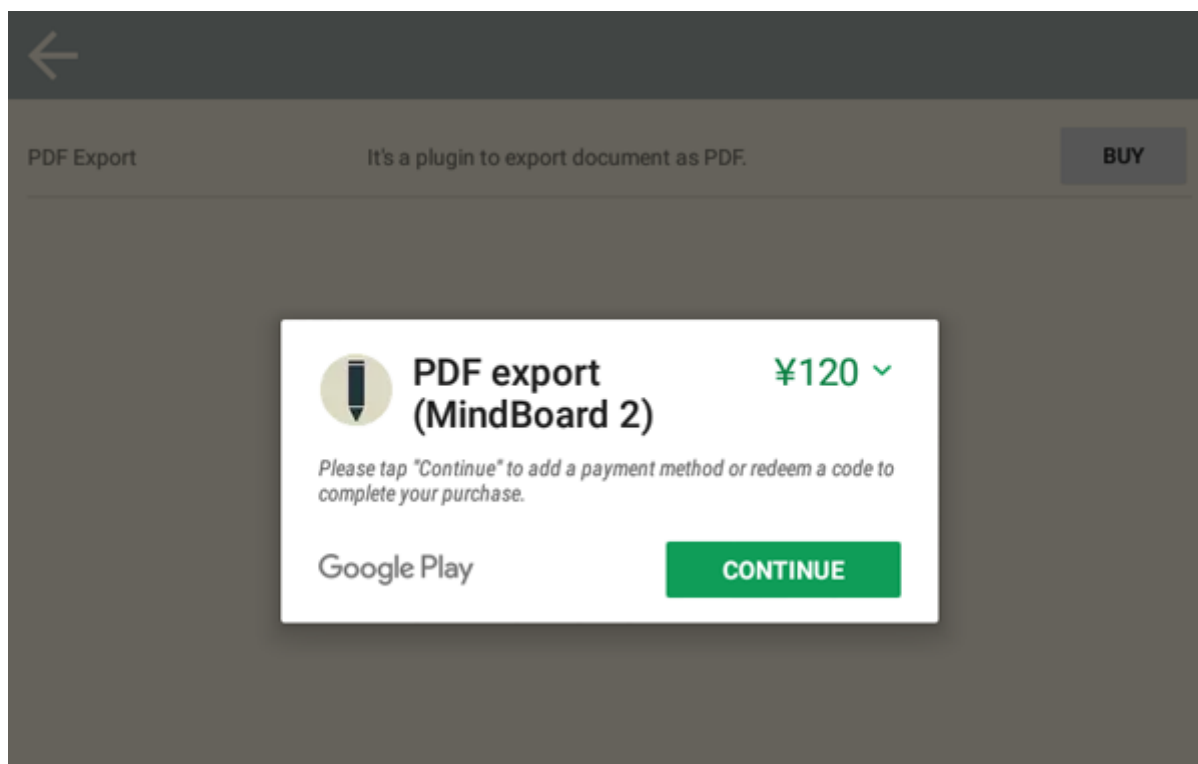 PDF Export It's a plugin to export document as PDF. BUY
PDF export ¥120
(MindBoard 2)
Please tap "Continue" to add a payment method or redeem a code to
complete your purchase.
Google Play CONTINUE